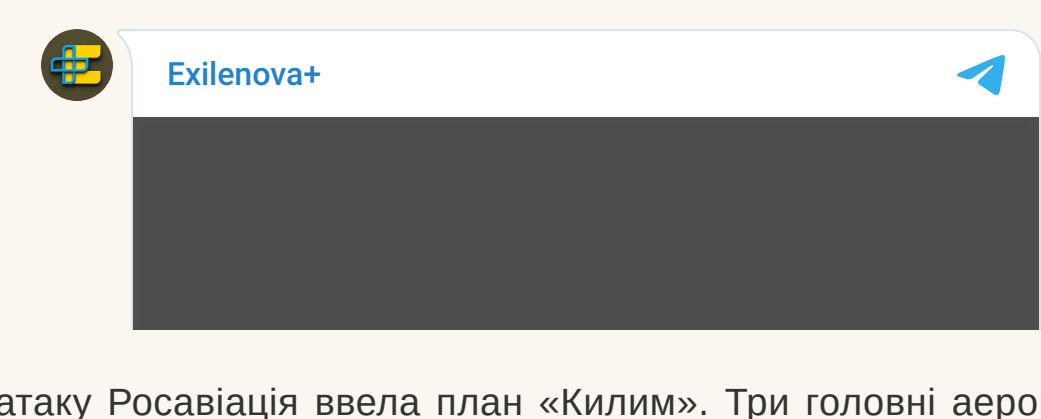 Exilenova+
атаку Росавіація ввела план «Килим». Три головні аеро